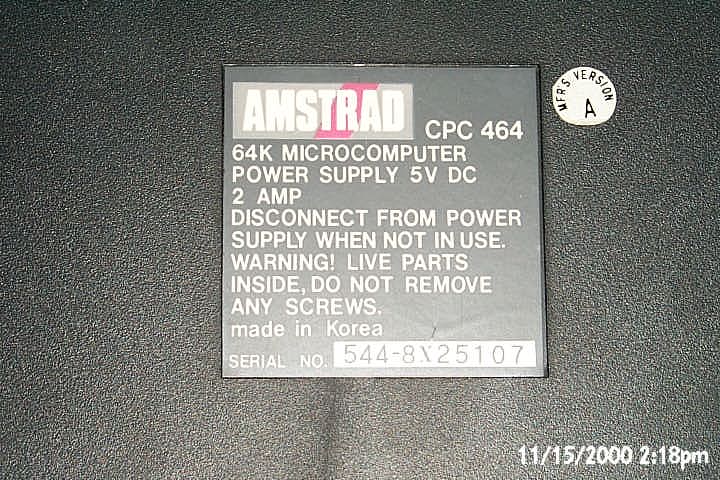 AMSTRAD CPC 464
64K MICROCOMPUTER
POWER SUPPLY 5V DC
2 AMP
DISCONNECT FROM POWER
SUPPLY WHEN NOT IN USE.
WARNING! LIVE PARTS
INSIDE, DO NOT REMOVE
ANY SCREWS.
made in Korea
SERIAL NO. 544-8X25107
MFR'S VERSION
A
11/15/2000 2:18pm